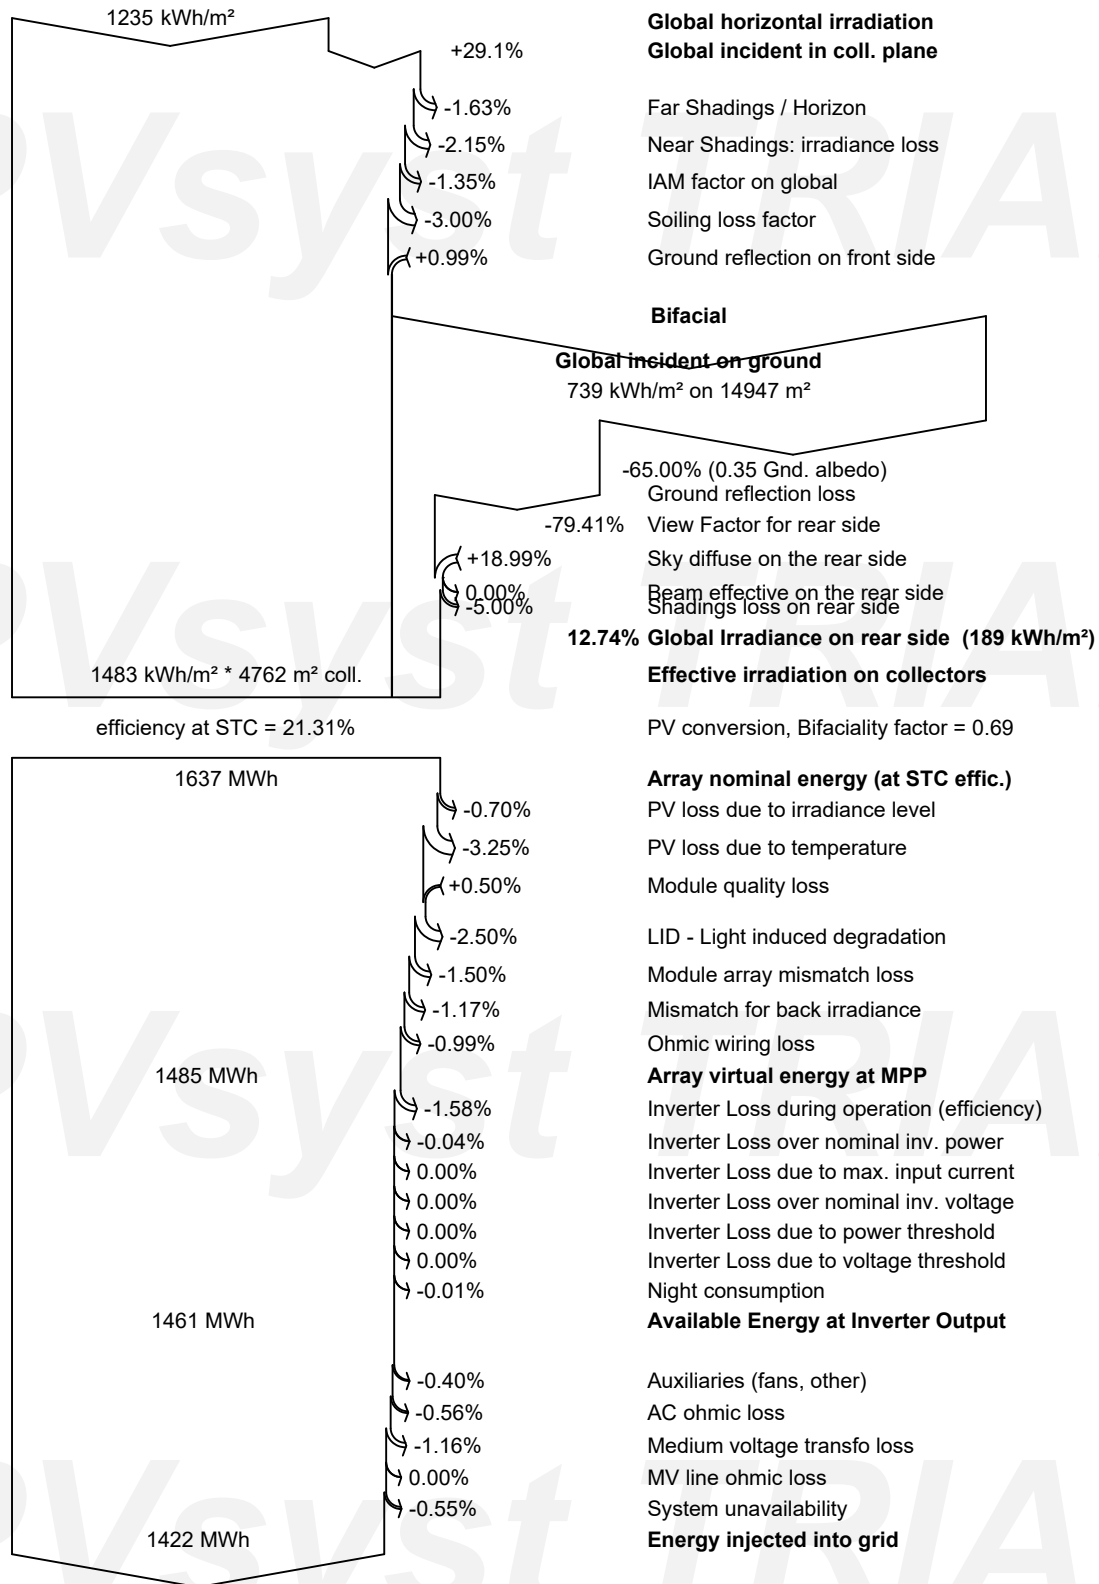 PVsyst TRIA
PVsyst TRIA
PVsyst TRIA
PVsyst TRIA
1235 kWh/m² Global horizontal irradiation
+29.1% Global incident in coll. plane
-1.63% Far Shadings / Horizon
-2.15% Near Shadings: irradiance loss
-1.35% IAM factor on global
-3.00% Soiling loss factor
+0.99% Ground reflection on front side
Bifacial
Global incident on ground
739 kWh/m² on 14947 m²
-65.00% (0.35 Gnd. albedo)
Ground reflection loss
-79.41% View Factor for rear side
+18.99% Sky diffuse on the rear side
0.00% Beam effective on the rear side
-5.00% Shadings loss on rear side
12.74% Global Irradiance on rear side (189 kWh/m²)
1483 kWh/m² * 4762 m² coll. Effective irradiation on collectors
efficiency at STC = 21.31% PV conversion, Bifaciality factor = 0.69
1637 MWh Array nominal energy (at STC effic.)
-0.70% PV loss due to irradiance level
-3.25% PV loss due to temperature
+0.50% Module quality loss
-2.50% LID - Light induced degradation
-1.50% Module array mismatch loss
-1.17% Mismatch for back irradiance
-0.99% Ohmic wiring loss
1485 MWh Array virtual energy at MPP
-1.58% Inverter Loss during operation (efficiency)
-0.04% Inverter Loss over nominal inv. power
0.00% Inverter Loss due to max. input current
0.00% Inverter Loss over nominal inv. voltage
0.00% Inverter Loss due to power threshold
0.00% Inverter Loss due to voltage threshold
-0.01% Night consumption
1461 MWh Available Energy at Inverter Output
-0.40% Auxiliaries (fans, other)
-0.56% AC ohmic loss
-1.16% Medium voltage transfo loss
0.00% MV line ohmic loss
-0.55% System unavailability
1422 MWh Energy injected into grid